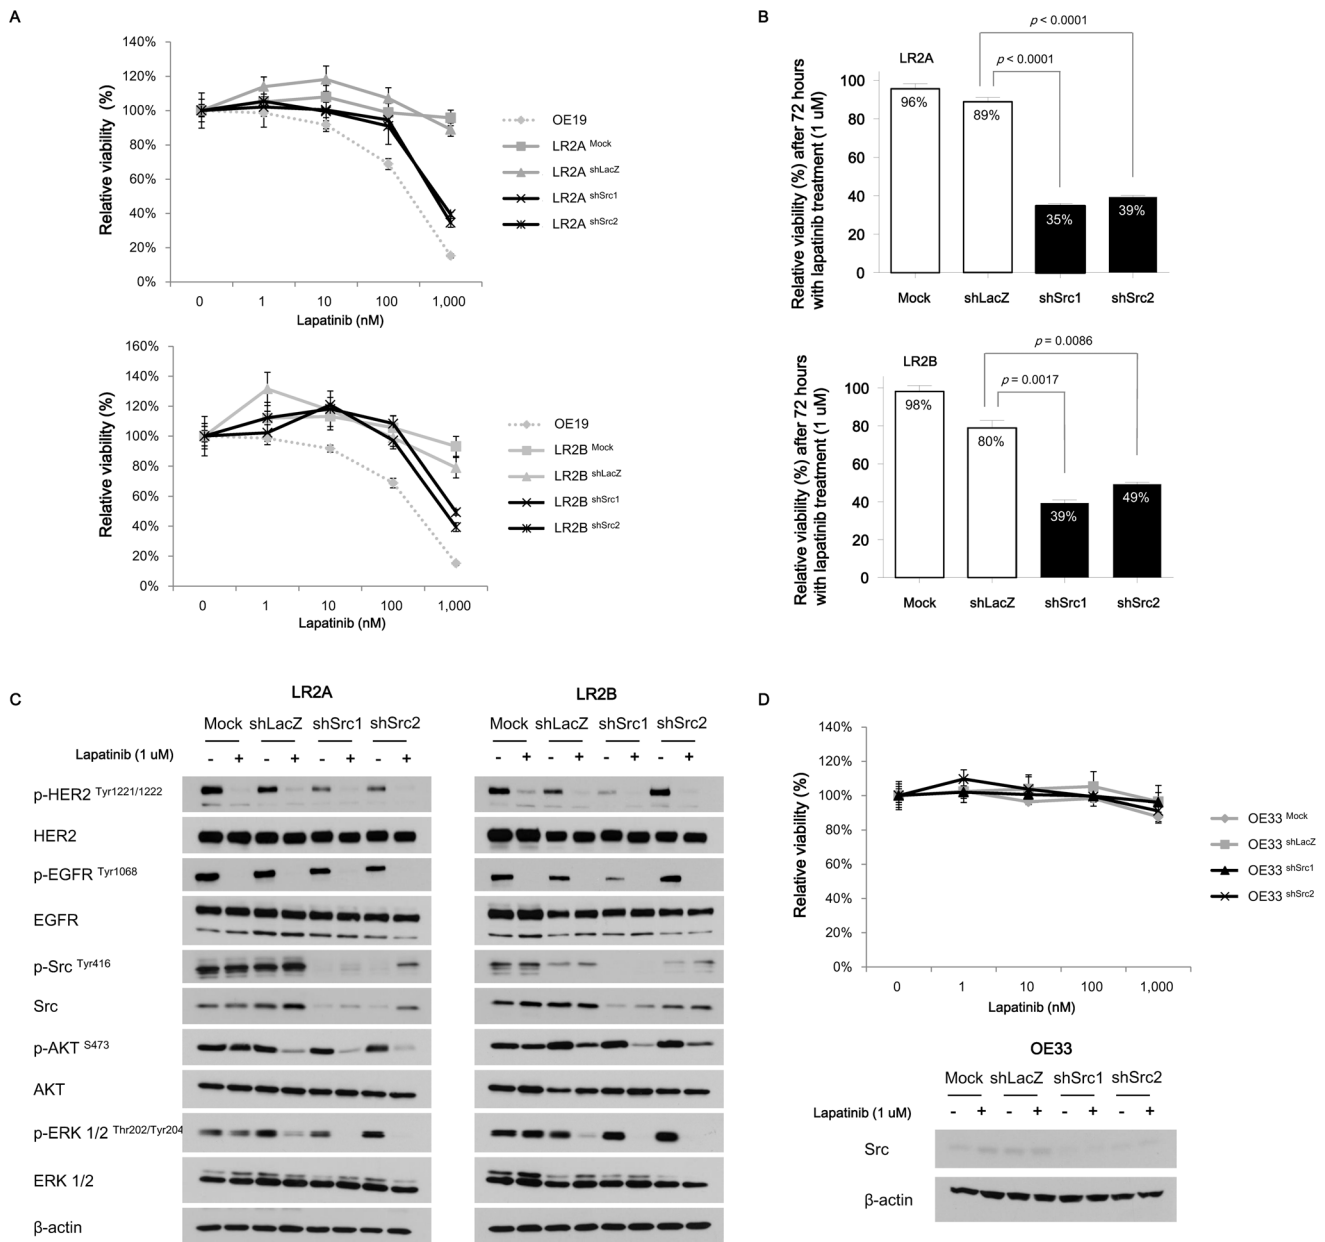 A
140%
120%
100%
80%
60%
40%
20%
0%
Relative viability (%)
0 1 10 100 1,000
Lapatinib (nM)
OE19
LR2A Mock
LR2A shLacZ
LR2A shSrc1
LR2A shSrc2
160%
140%
120%
100%
80%
60%
40%
20%
0%
Relative viability (%)
0 1 10 100 1,000
Lapatinib (nM)
OE19
LR2B Mock
LR2B shLacZ
LR2B shSrc1
LR2B shSrc2
B
p < 0.0001
p < 0.0001
LR2A
Relative viability (%) after 72 hours
with lapatinib treatment (1 uM)
100
80
60
40
20
0
96%
89%
35%
39%
Mock shLacZ shSrc1 shSrc2
p = 0.0086
p = 0.0017
LR2B
Relative viability (%) after 72 hours
with lapatinib treatment (1 uM)
100
80
60
40
20
0
98%
80%
39%
49%
Mock shLacZ shSrc1 shSrc2
C
LR2A LR2B
Mock shLacZ shSrc1 shSrc2 Mock shLacZ shSrc1 shSrc2
Lapatinib (1 uM) - + - + - + - + - + - + - + - +
p-HER2 Tyr1221/1222
HER2
p-EGFR Tyr1068
EGFR
p-Src Tyr416
Src
p-AKT S473
AKT
p-ERK 1/2 Thr202/Tyr204
ERK 1/2
β-actin
D
140%
120%
100%
80%
60%
40%
20%
0%
Relative viability (%)
0 1 10 100 1,000
Lapatinib (nM)
OE33 Mock
OE33 shLacZ
OE33 shSrc1
OE33 shSrc2
OE33
Mock shLacZ shSrc1 shSrc2
Lapatinib (1 uM) - + - + - + - +
Src
β-actin